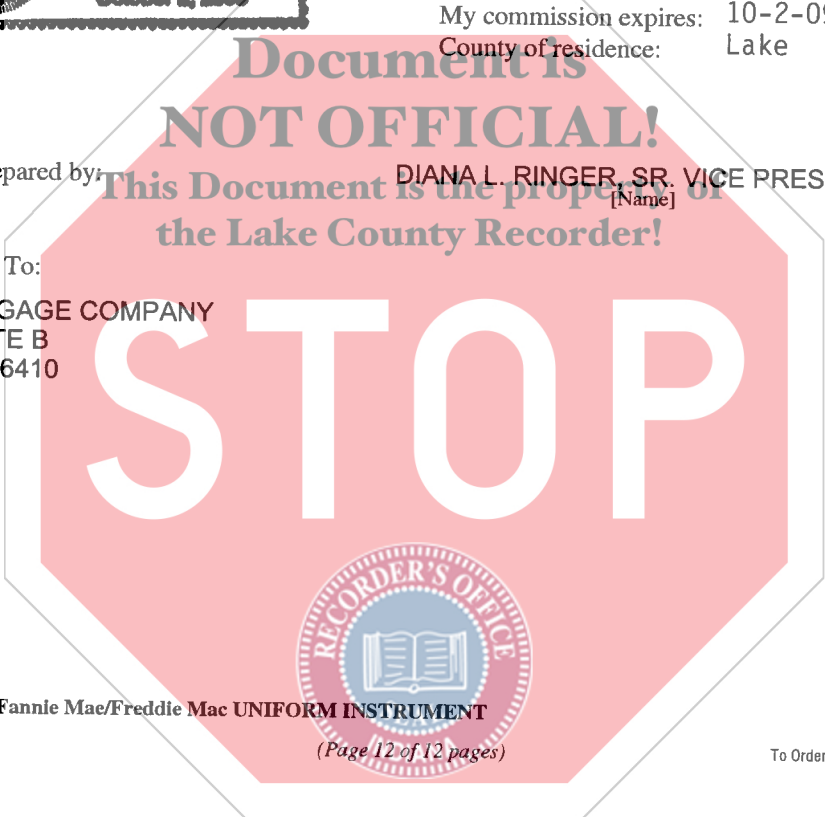 My commission expires: 10-2-09
County of residence: Lake
Document is
NOT OFFICIAL!
epared by:
DIANA L. RINGER, SR. VICE PRES
[Name]
This Document is the property of
the Lake County Recorder!
To:
GAGE COMPANY
TE B
6410
STOP
RECORDER'S OFFICE
Fannie Mae/Freddie Mac UNIFORM INSTRUMENT
INDIANA
(Page 12 of 12 pages)
To Order